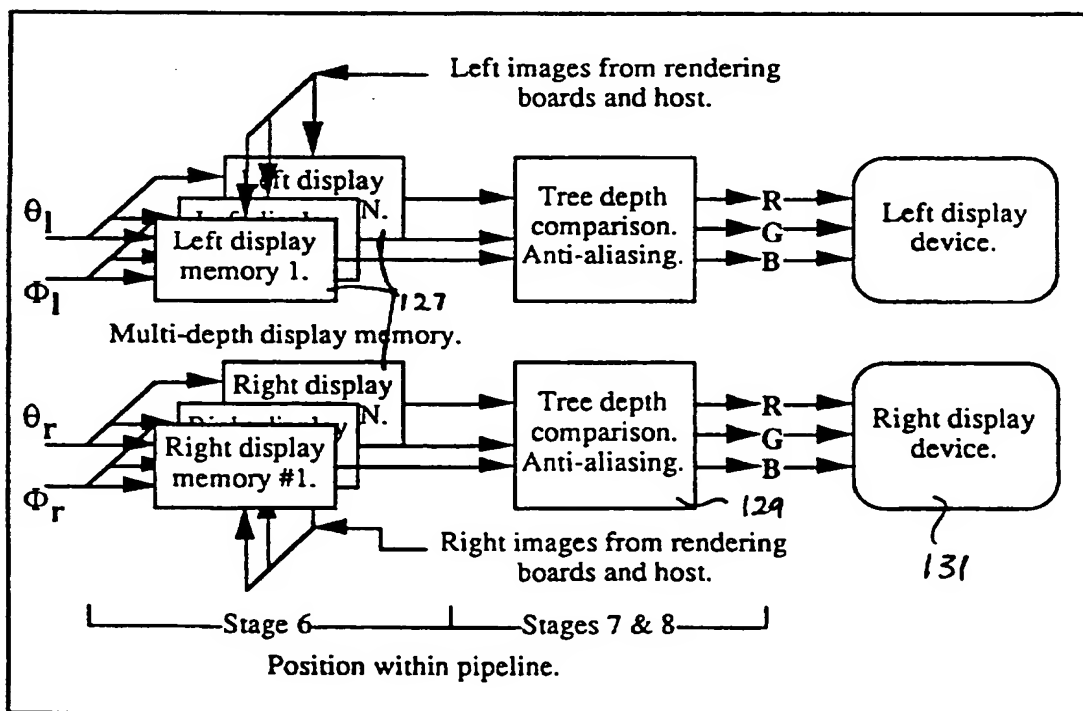 Left images from rendering
boards and host.
Left display
N.
Left display
memory 1.
θl
Φl
Tree depth
comparison.
Anti-aliasing.
R
G
B
Left display
device.
127
Multi-depth display memory.
Right display
N.
Right display
Right display
memory #1.
θr
Φr
Tree depth
comparison.
Anti-aliasing.
129
R
G
B
Right display
device.
131
Right images from rendering
boards and host.
Stage 6
Stages 7 & 8
Position within pipeline.